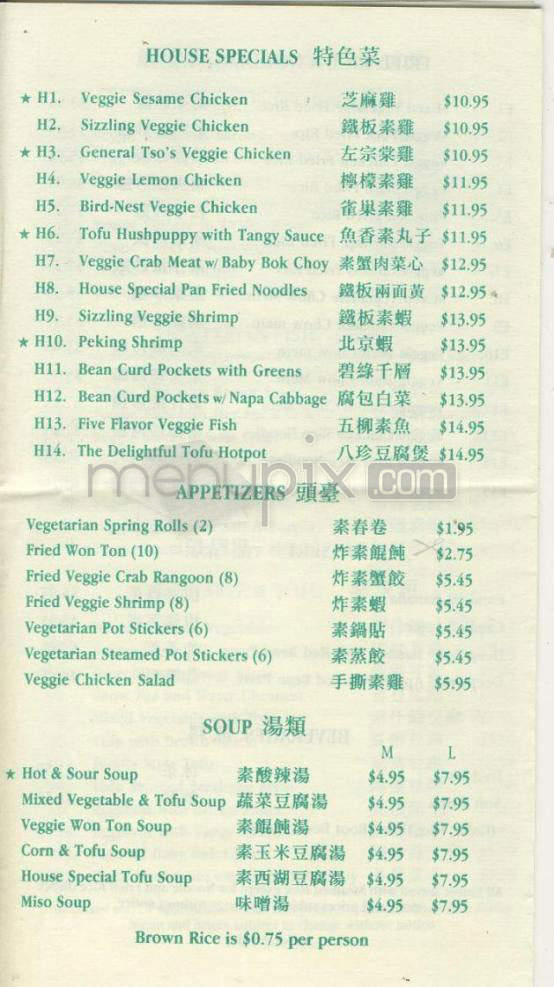 HOUSE SPECIALS 特色菜
★ H1. Veggie Sesame Chicken 芝麻雞 $10.95
H2. Sizzling Veggie Chicken 鐵板素雞 $10.95
★ H3. General Tso's Veggie Chicken 左宗棠雞 $10.95
H4. Veggie Lemon Chicken 檸檬素雞 $11.95
H5. Bird-Nest Veggie Chicken 雀巢素雞 $11.95
★ H6. Tofu Hushpuppy with Tangy Sauce 魚香素丸子 $11.95
H7. Veggie Crab Meat w/ Baby Bok Choy 素蟹肉菜心 $12.95
H8. House Special Pan Fried Noodles 鐵板兩面黃 $12.95
H9. Sizzling Veggie Shrimp 鐵板素蝦 $13.95
★ H10. Peking Shrimp 北京蝦 $13.95
H11. Bean Curd Pockets with Greens 碧綠千層 $13.95
H12. Bean Curd Pockets w/ Napa Cabbage 腐包白菜 $13.95
H13. Five Flavor Veggie Fish 五柳素魚 $14.95
H14. The Delightful Tofu Hotpot 八珍豆腐煲 $14.95
menupix.com
APPETIZERS 頭臺
Vegetarian Spring Rolls (2) 素春卷 $1.95
Fried Won Ton (10) 炸素餛飩 $2.75
Fried Veggie Crab Rangoon (8) 炸素蟹餃 $5.45
Fried Veggie Shrimp (8) 炸素蝦 $5.45
Vegetarian Pot Stickers (6) 素鍋貼 $5.45
Vegetarian Steamed Pot Stickers (6) 素蒸餃 $5.45
Veggie Chicken Salad 手撕素雞 $5.95
SOUP 湯類
M L
★ Hot & Sour Soup 素酸辣湯 $4.95 $7.95
Mixed Vegetable & Tofu Soup 蔬菜豆腐湯 $4.95 $7.95
Veggie Won Ton Soup 素餛飩湯 $4.95 $7.95
Corn & Tofu Soup 素玉米豆腐湯 $4.95 $7.95
House Special Tofu Soup 素西湖豆腐湯 $4.95 $7.95
Miso Soup 味噌湯 $4.95 $7.95
Brown Rice is $0.75 per person